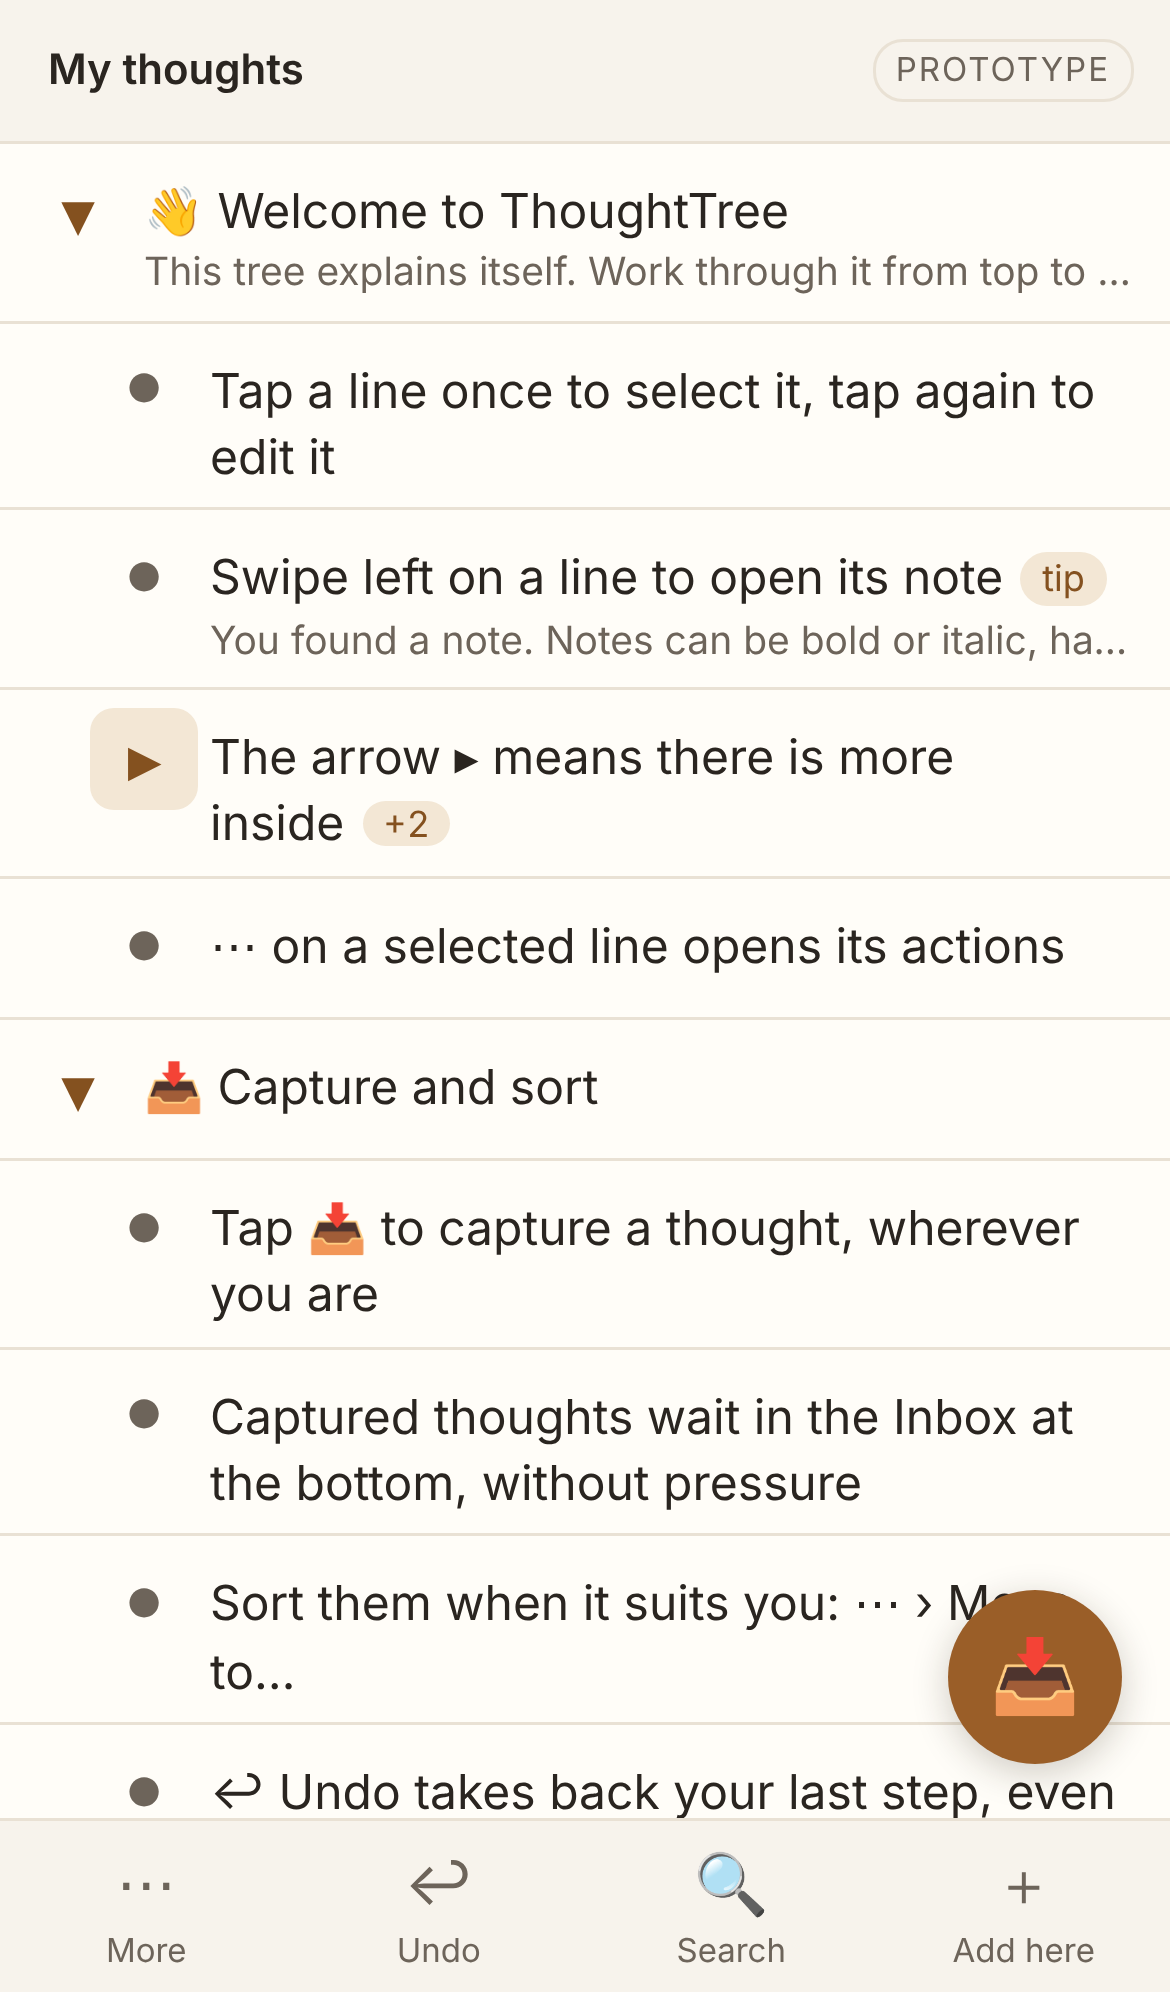 My thoughts
PROTOTYPE
👋 Welcome to ThoughtTree
This tree explains itself. Work through it from top to ...
Tap a line once to select it, tap again to
edit it
Swipe left on a line to open its note tip
You found a note. Notes can be bold or italic, ha...
The arrow ▸ means there is more
inside +2
⋯ on a selected line opens its actions
📥 Capture and sort
Tap 📥 to capture a thought, wherever
you are
Captured thoughts wait in the Inbox at
the bottom, without pressure
Sort them when it suits you: ⋯ ›
to...
↩ Undo takes back your last step, even
More
Undo
Search
Add here